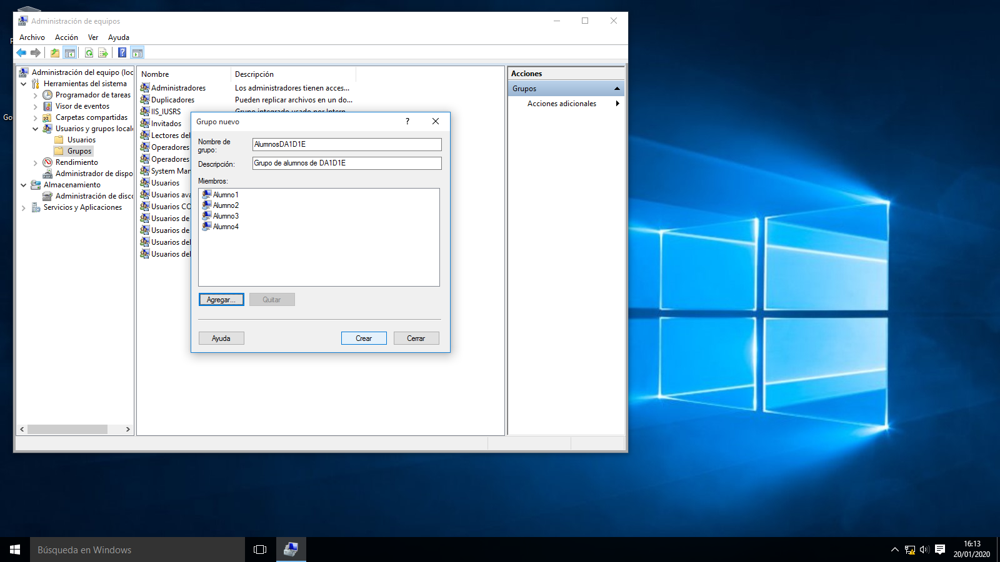 Administración de equipos
Archivo Acción Ver Ayuda
Administración del equipo (loc
Herramientas del sistema
Programador de tareas
Visor de eventos
Carpetas compartidas
Usuarios y grupos locale
Usuarios
Grupos
Rendimiento
Administrador de dispo
Almacenamiento
Administración de disco
Servicios y Aplicaciones
Nombre Descripción
Administradores Los administradores tienen acces...
Duplicadores Pueden replicar archivos en un do...
IIS_IUSRS Grupo integrado usado por Intern
Invitados
Lectores del
Operadores
Operadores
System Man
Usuarios
Usuarios ava
Usuarios CO
Usuarios de
Usuarios de
Usuarios del
Usuarios del
Acciones
Grupos
Acciones adicionales
Grupo nuevo
?
Nombre de
grupo:
AlumnosDA1D1E
Descripción:
Grupo de alumnos de DA1D1E
Miembros:
Alumno1
Alumno2
Alumno3
Alumno4
Agregar... Quitar
Ayuda Crear Cerrar
Go
Búsqueda en Windows
16:13
20/01/2020